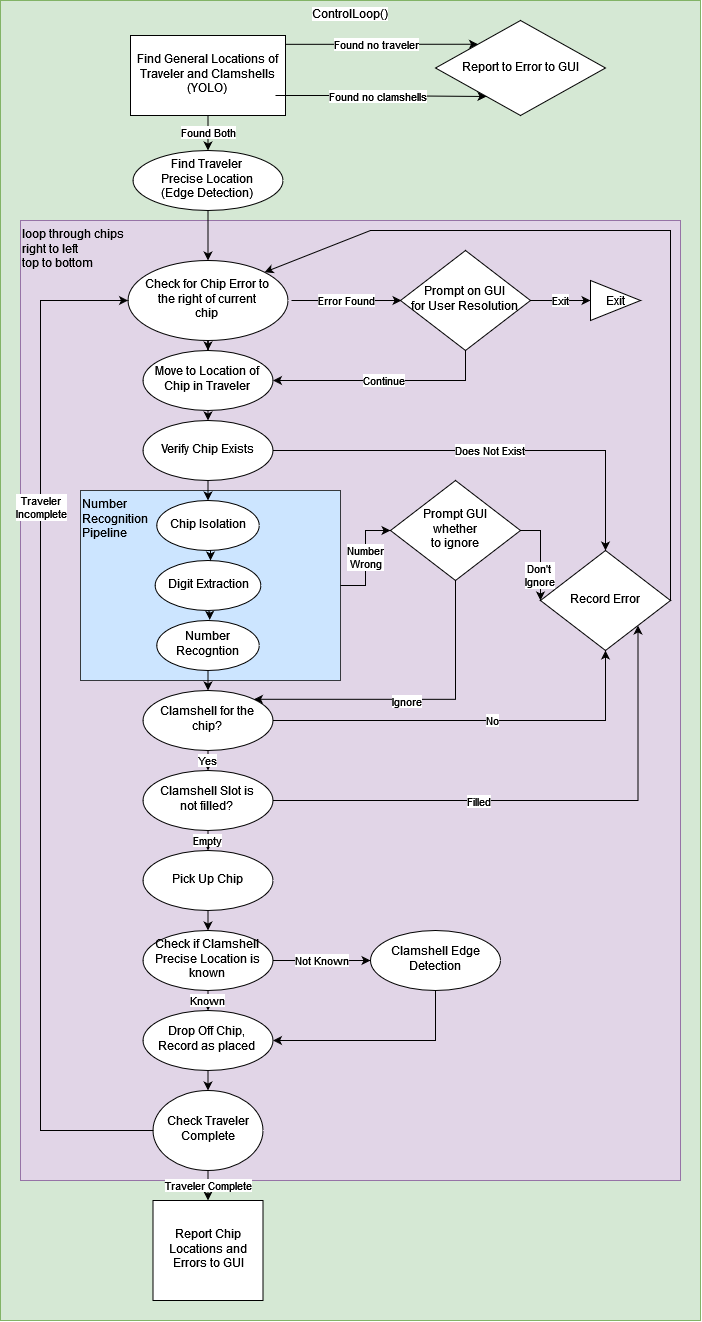 ControlLoop()
Find General Locations of
Traveler and Clamshells
(YOLO)
Found no traveler
Found no clamshells
Report to Error to GUI
Found Both
Find Traveler
Precise Location
(Edge Detection)
loop through chips
right to left
top to bottom
Check for Chip Error to
the right of current
chip
Error Found
Prompt on GUI
for User Resolution
Exit
Exit
Move to Location of
Chip in Traveler
Continue
Verify Chip Exists
Does Not Exist
Traveler
Incomplete
Number
Recognition
Pipeline
Chip Isolation
Digit Extraction
Number
Recogntion
Number
Wrong
Prompt GUI
whether
to ignore
Don't
Ignore
Record Error
Ignore
Clamshell for the
chip?
No
Yes
Clamshell Slot is
not filled?
Filled
Empty
Pick Up Chip
Check if Clamshell
Precise Location is
known
Not Known
Clamshell Edge
Detection
Known
Drop Off Chip,
Record as placed
Check Traveler
Complete
Traveler Complete
Report Chip
Locations and
Errors to GUI